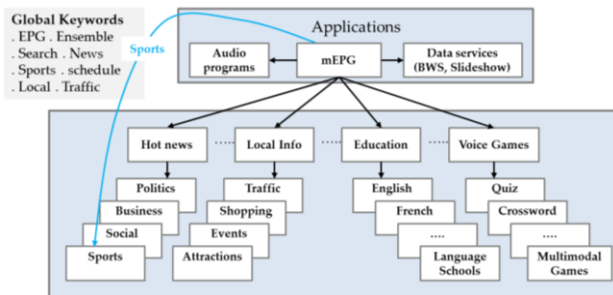 Global Keywords
. EPG . Ensemble
. Search . News
. Sports . schedule
. Local . Traffic
Sports
Applications
Audio
programs
mEPG
Data services
(BWS, Slideshow)
Hot news
.....
Local Info
.....
Education
.....
Voice Games
Politics
Business
Social
Sports
Traffic
Shopping
Events
Attractions
English
French
....
Language
Schools
Quiz
Crossword
....
Multimodal
Games